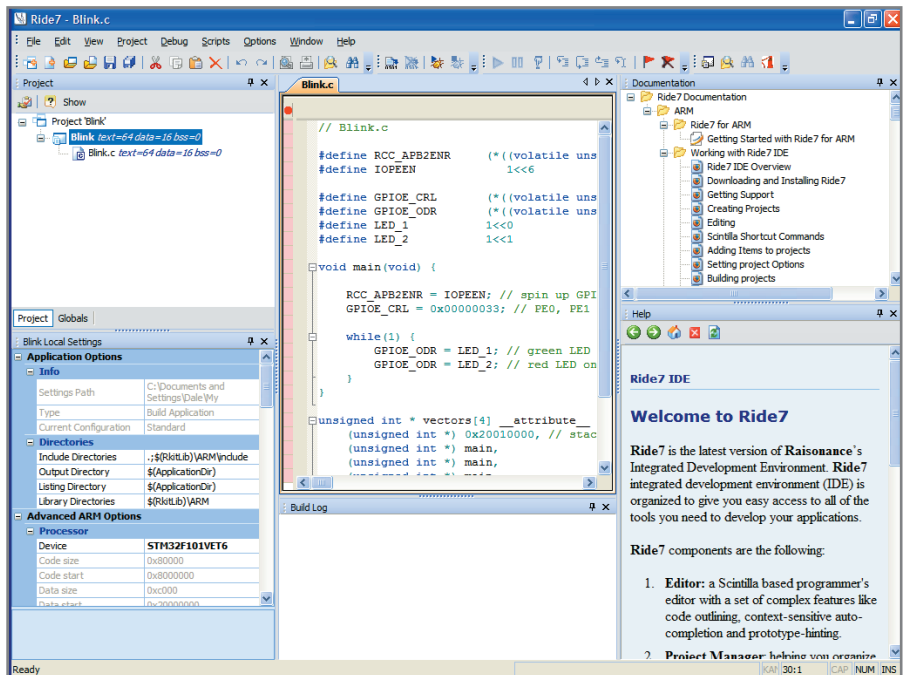 Ride7 - Blink.c
File Edit View Project Debug Scripts Options Window Help
Project
Show
Project 'Blink'
Blink text=64 data=16 bss=0
Blink.c text=64 data=16 bss=0
Project Globals
Blink Local Settings
Application Options
Info
Settings Path C:\Documents and Settings\Dale\My
Type Build Application
Current Configuration Standard
Directories
Include Directories .;$(RkitLib)\ARM\include
Output Directory $(ApplicationDir)
Listing Directory $(ApplicationDir)
Library Directories $(RkitLib)\ARM
Advanced ARM Options
Processor
Device STM32F101VET6
Code size 0x80000
Code start 0x8000000
Data size 0xc000
Data start 0x20000000
Blink.c
// Blink.c
#define RCC_APB2ENR (*((volatile uns
#define IOPEEN 1<<6
#define GPIOE_CRL (*((volatile uns
#define GPIOE_ODR (*((volatile uns
#define LED_1 1<<0
#define LED_2 1<<1
void main(void) {
RCC_APB2ENR = IOPEEN; // spin up GPI
GPIOE_CRL = 0x00000033; // PE0, PE1
while(1) {
GPIOE_ODR = LED_1; // green LED
GPIOE_ODR = LED_2; // red LED on
}
}
unsigned int * vectors[4] __attribute__
(unsigned int *) 0x20010000, // stac
(unsigned int *) main,
(unsigned int *) main,
(unsigned int *) main
Build Log
Documentation
Ride7 Documentation
ARM
Ride7 for ARM
Getting Started with Ride7 for ARM
Working with Ride7 IDE
Ride7 IDE Overview
Downloading and Installing Ride7
Getting Support
Creating Projects
Editing
Scintilla Shortcut Commands
Adding Items to projects
Setting project Options
Building projects
Help
Ride7 IDE
Welcome to Ride7
Ride7 is the latest version of Raisonance's
Integrated Development Environment. Ride7
integrated development environment (IDE) is
organized to give you easy access to all of the
tools you need to develop your applications.
Ride7 components are the following:
1. Editor: a Scintilla based programmer's
editor with a set of complex features like
code outlining, context-sensitive auto-
completion and prototype-hinting.
2. Project Manager: helping you organize
Ready
30:1 CAP NUM INS